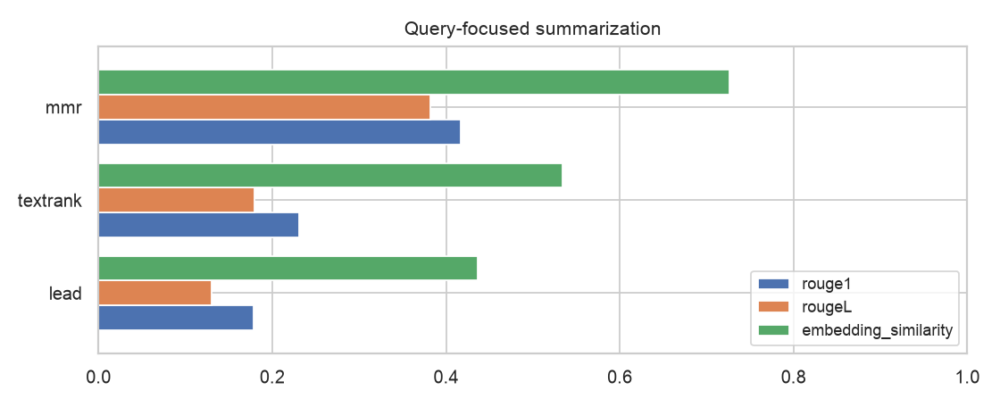 Query-focused summarization
mmr
textrank
lead
rouge1
rougeL
embedding_similarity
0.0 0.2 0.4 0.6 0.8 1.0